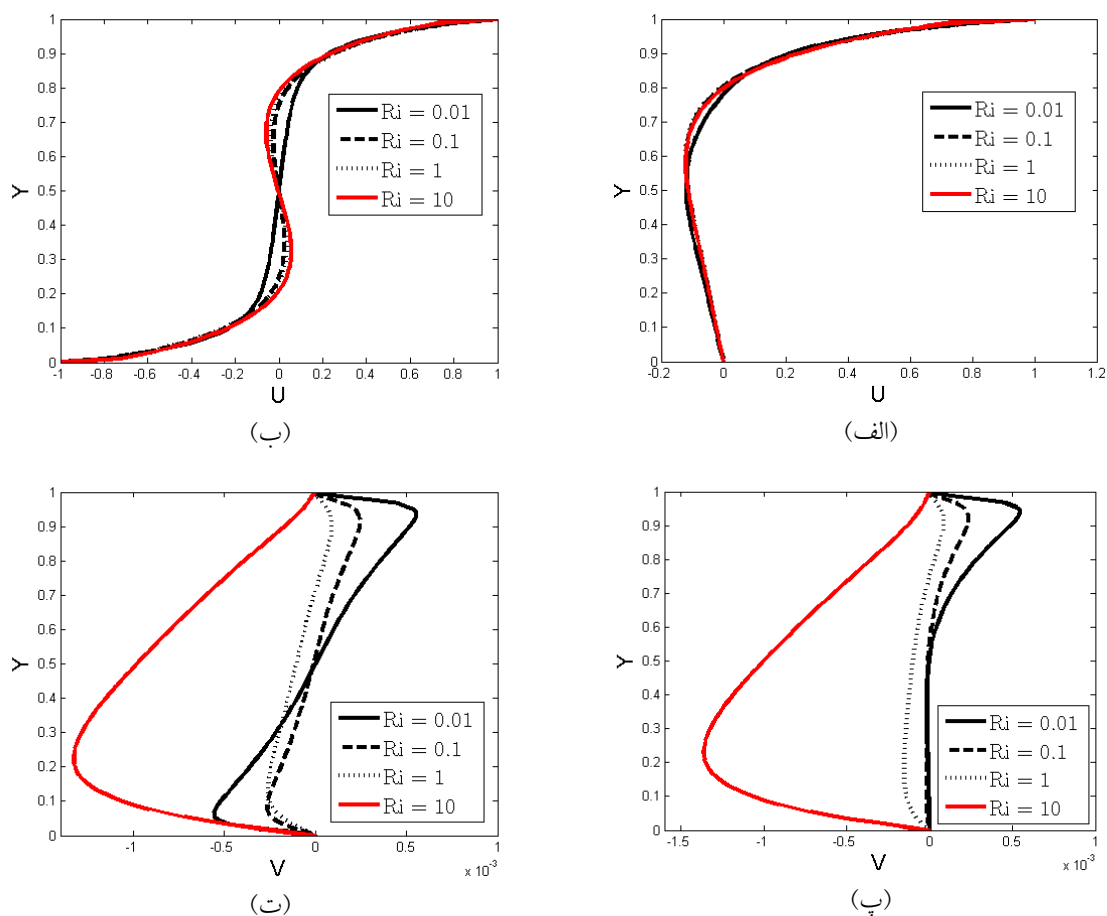 1
0.9
0.8
0.7
0.6
0.5
0.4
0.3
0.2
0.1
0
Y
-1 -0.8 -0.6 -0.4 -0.2 0 0.2 0.4 0.6 0.8 1
U
Ri = 0.01
Ri = 0.1
Ri = 1
Ri = 10
(ب)
1
0.9
0.8
0.7
0.6
0.5
0.4
0.3
0.2
0.1
0
Y
-0.2 0 0.2 0.4 0.6 0.8 1 1.2
U
Ri = 0.01
Ri = 0.1
Ri = 1
Ri = 10
(الف)
1
0.9
0.8
0.7
0.6
0.5
0.4
0.3
0.2
0.1
0
Y
-1 -0.5 0 0.5 1
V
x 10⁻³
Ri = 0.01
Ri = 0.1
Ri = 1
Ri = 10
(ت)
1
0.9
0.8
0.7
0.6
0.5
0.4
0.3
0.2
0.1
0
Y
-1.5 -1 -0.5 0 0.5 1
V
x 10⁻³
Ri = 0.01
Ri = 0.1
Ri = 1
Ri = 10
(پ)